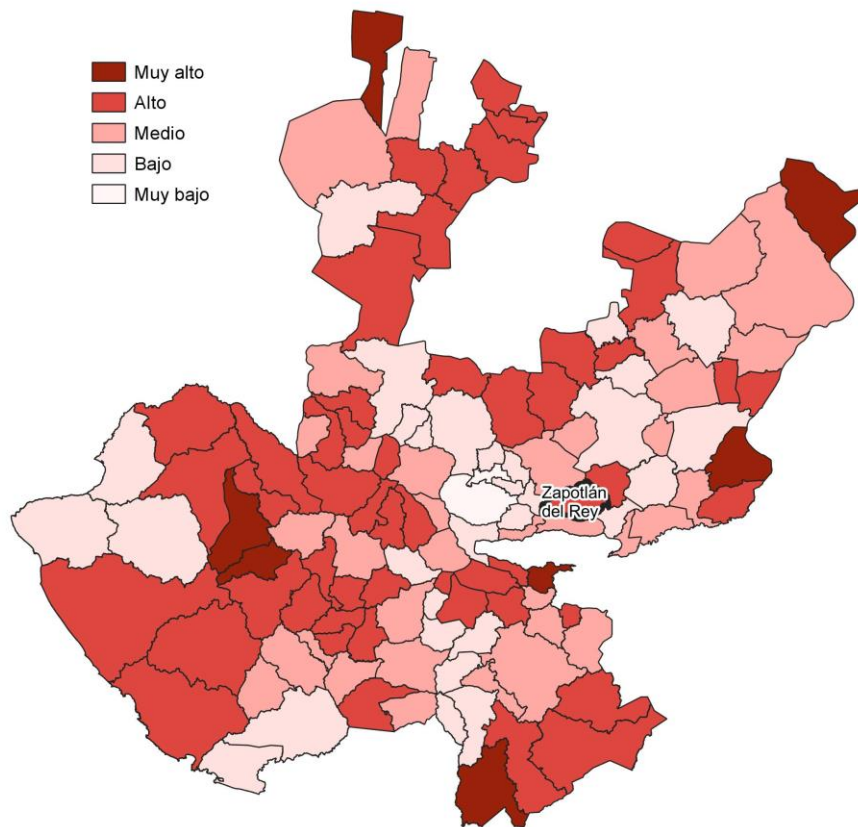 Muy alto
Alto
Medio
Bajo
Muy bajo
Zapotlán
del Rey